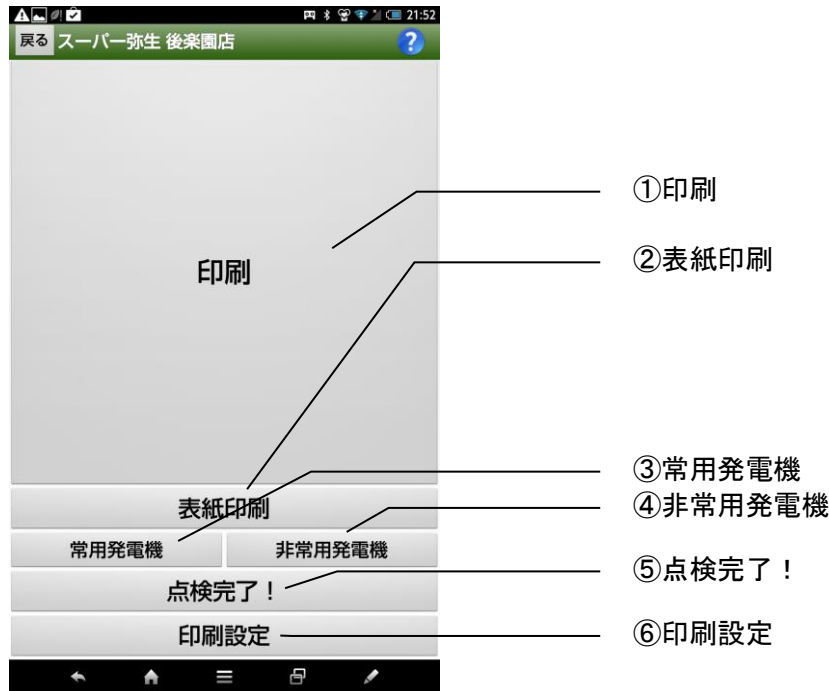 21:52
戻る スーパー弥生 後楽園店 ?
①印刷
②表紙印刷
印刷
③常用発電機
④非常用発電機
表紙印刷
常用発電機 非常用発電機
⑤点検完了！
点検完了！
⑥印刷設定
印刷設定